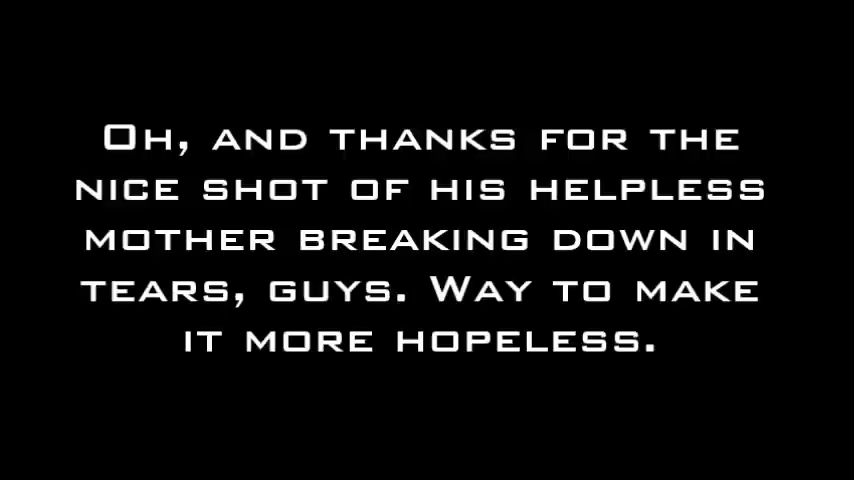 Oh, and thanks for the
nice shot of his helpless
mother breaking down in
tears, guys. Way to make
it more hopeless.